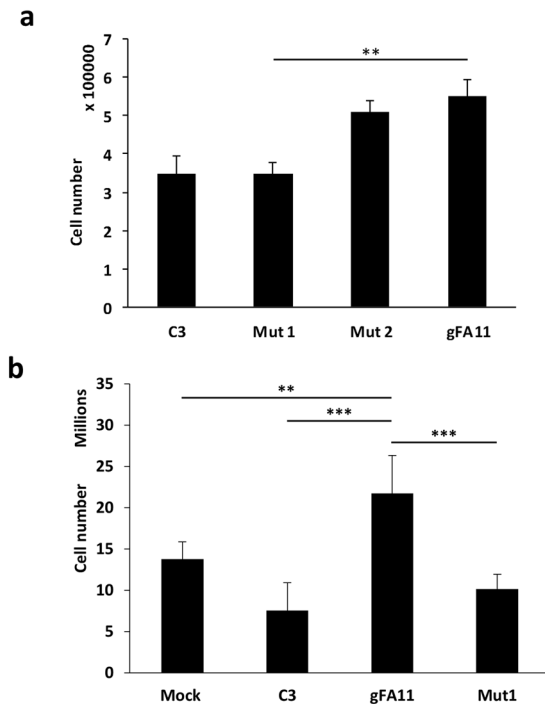 a
Cell number
x 100000
7
6
5
4
3
2
1
0
**
C3 Mut 1 Mut 2 gFA11
b
Cell number
Millions
35
30
25
20
15
10
5
0
**
***
***
Mock C3 gFA11 Mut1